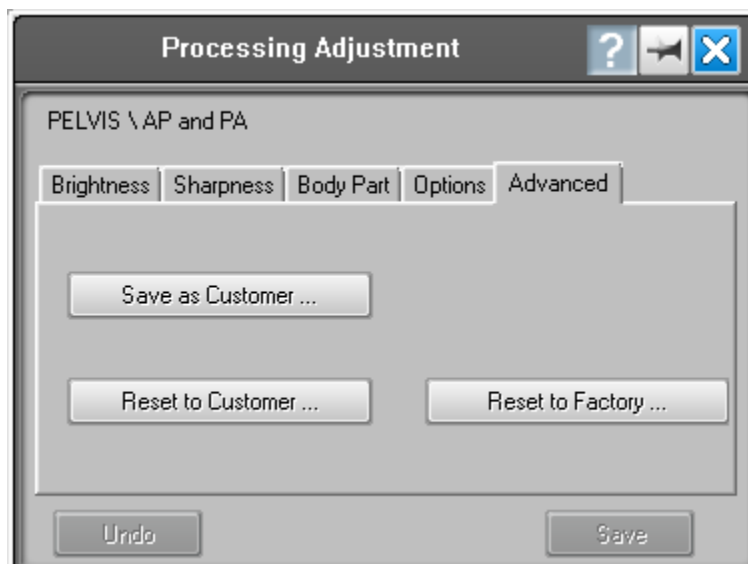 Processing Adjustment ?
PELVIS \ AP and PA
Brightness Sharpness Body Part Options Advanced
Save as Customer ...
Reset to Customer ... Reset to Factory ...
Undo Save